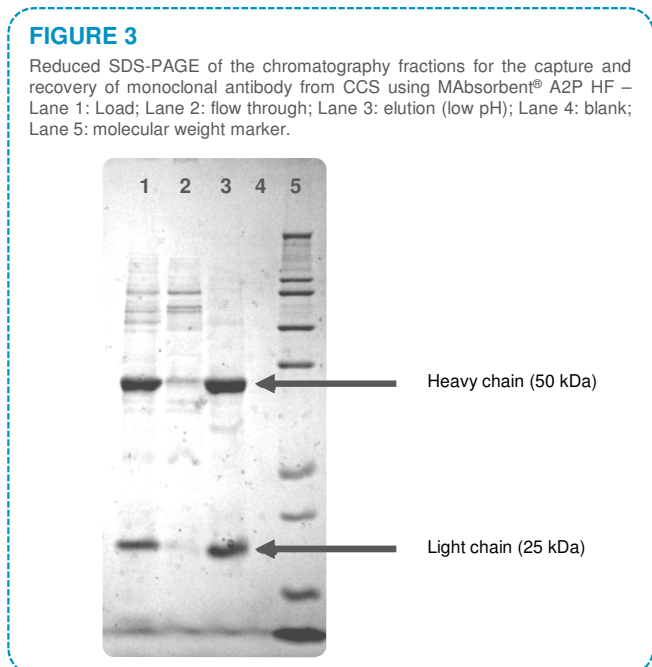 FIGURE 3
Reduced SDS-PAGE of the chromatography fractions for the capture and
recovery of monoclonal antibody from CCS using MAbsorbent® A2P HF –
Lane 1: Load; Lane 2: flow through; Lane 3: elution (low pH); Lane 4: blank;
Lane 5: molecular weight marker.
1 2 3 4 5
Heavy chain (50 kDa)
Light chain (25 kDa)